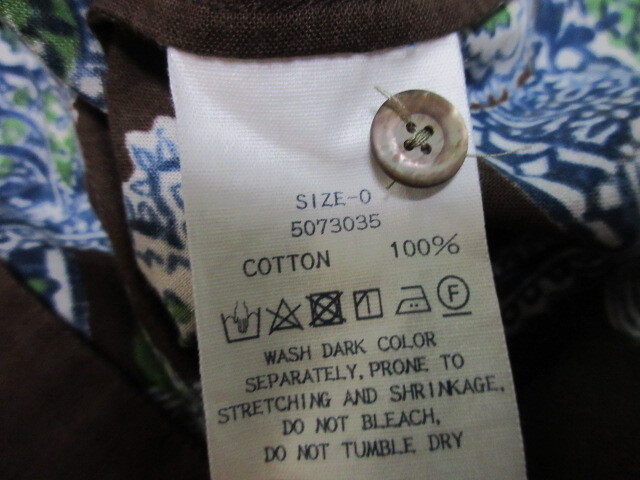 SIZE-0
5073035
COTTON 100%
F
WASH DARK COLOR
SEPARATELY, PRONE TO
STRETCHING AND SHRINKAGE.
DO NOT BLEACH,
DO NOT TUMBLE DRY